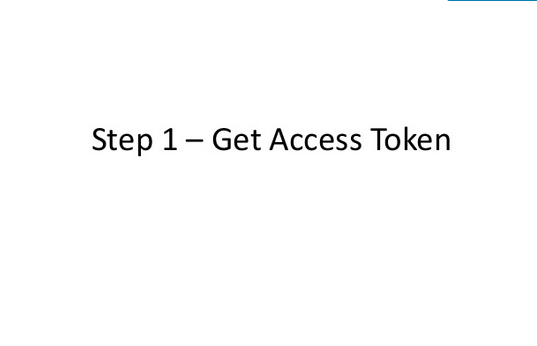 Step 1 – Get Access Token